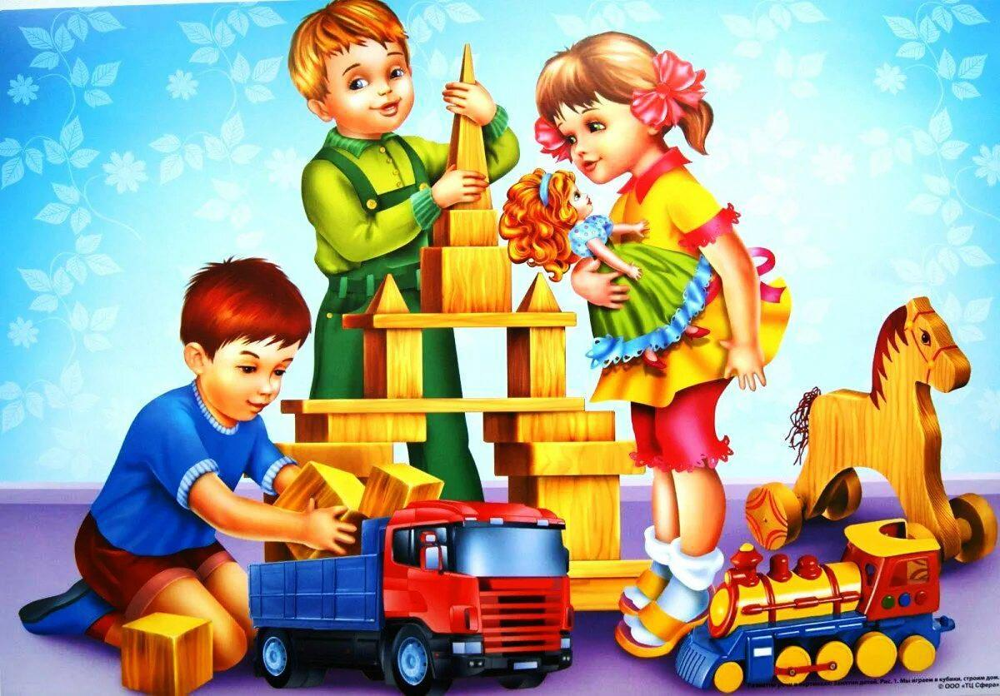 Развитие речи в картинках: занятия детей. Рис. 1. Мы играем в кубики, строим дом
© ООО «ТЦ Сфера»